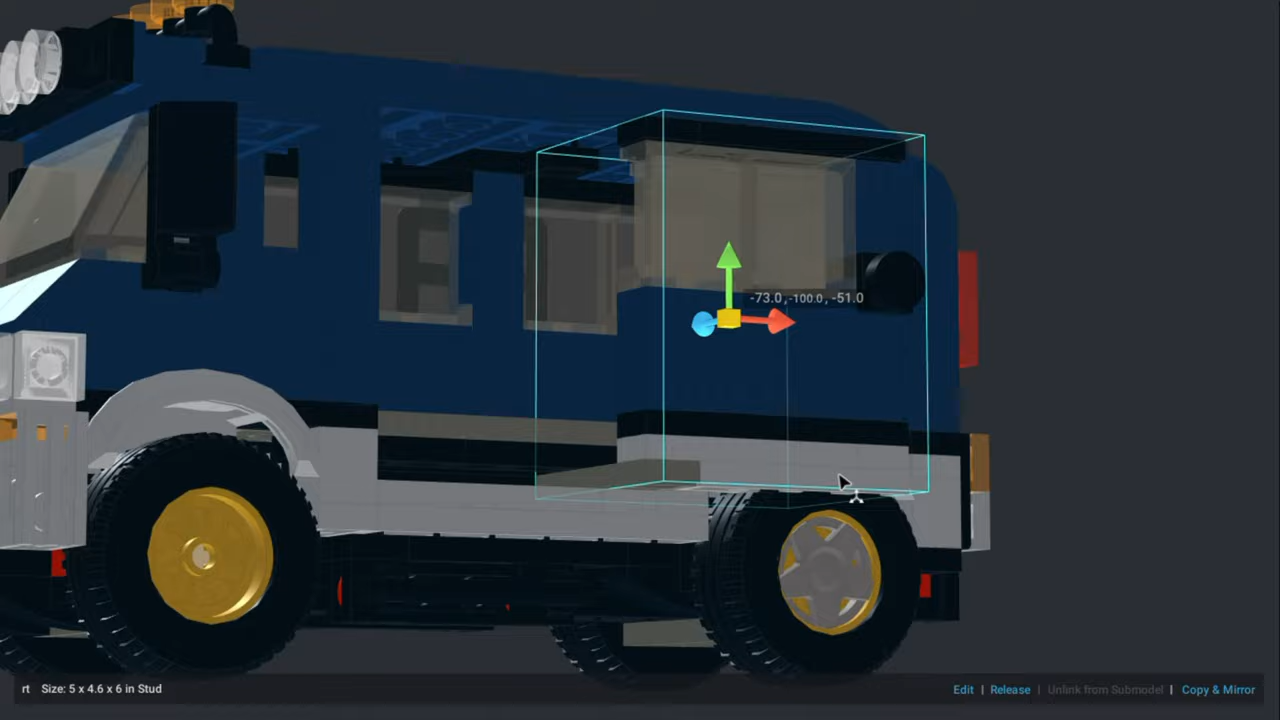 -73.0, -100.0, -51.0
rt Size: 5 x 4.6 x 6 in Stud
Edit | Release | Unlink from Submodel | Copy & Mirror